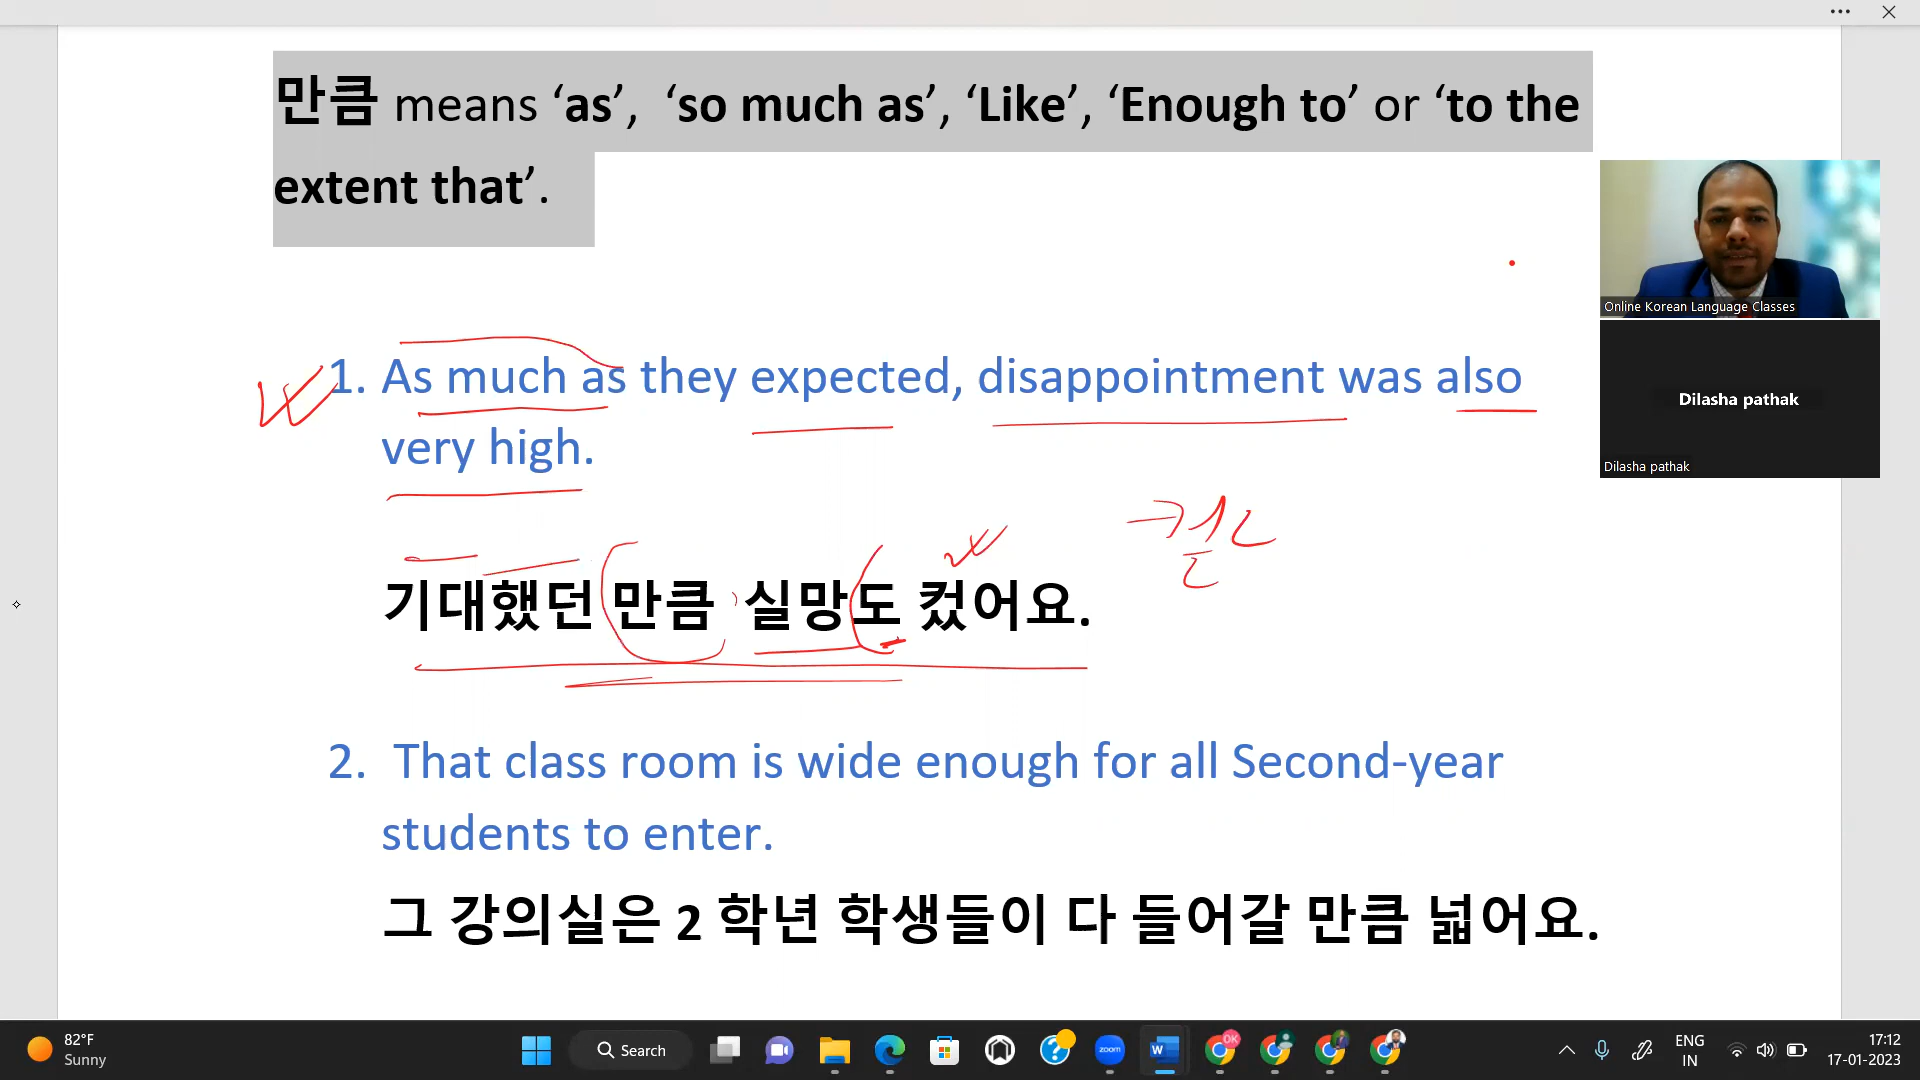 만큼 means ‘as’, ‘so much as’, ‘Like’, ‘Enough to’ or ‘to the
extent that’.
Online Korean Language Classes
1. As much as they expected, disappointment was also
very high.
Dilasha pathak
Dilasha pathak
기대했던 만큼 실망도 컸어요.
2. That class room is wide enough for all Second-year
students to enter.
그 강의실은 2 학년 학생들이 다 들어갈 만큼 넓어요.
82°F
Sunny
Search
zoom
W
OK
ENG
IN
17:12
17-01-2023